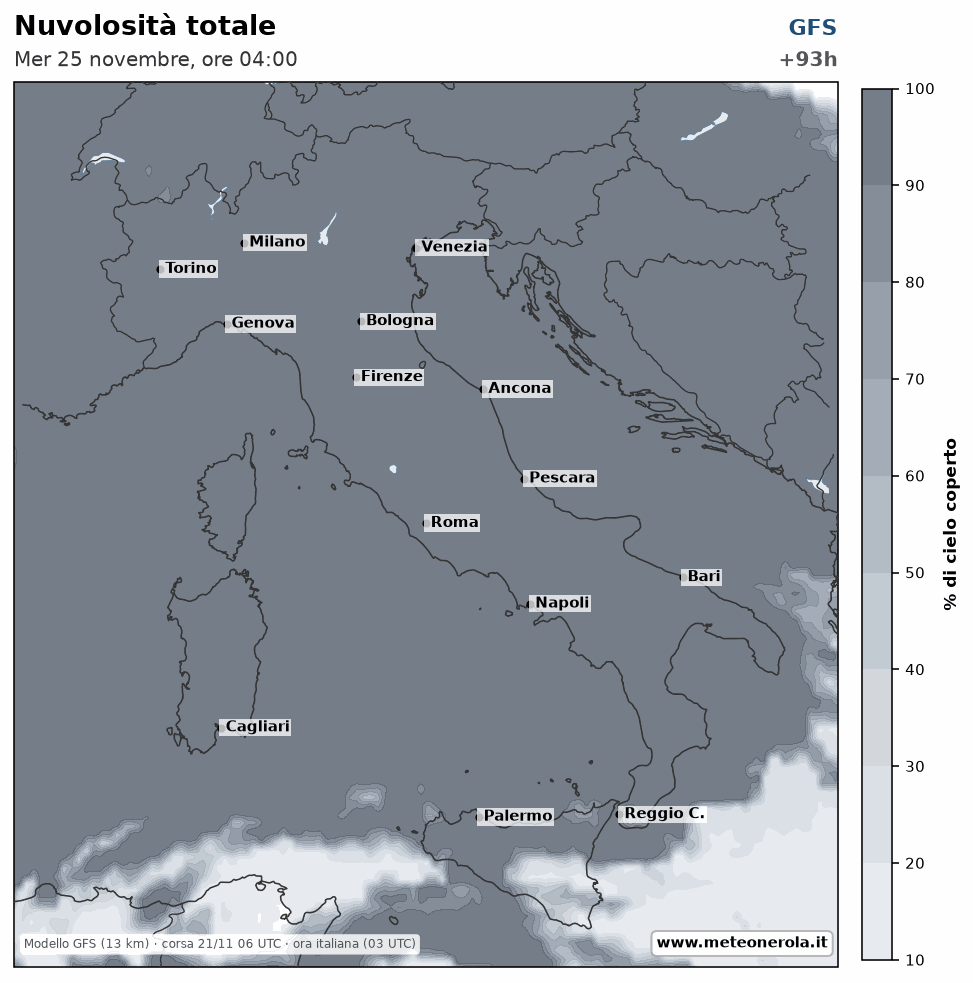 Nuvolosità totale
GFS
Mer 25 novembre, ore 04:00
+93h
Milano
Venezia
Torino
Genova
Bologna
Firenze
Ancona
Pescara
Roma
Bari
Napoli
Cagliari
Palermo
Reggio C.
100
90
80
70
60
50
40
30
20
10
% di cielo coperto
Modello GFS (13 km) · corsa 21/11 06 UTC · ora italiana (03 UTC)
www.meteonerola.it